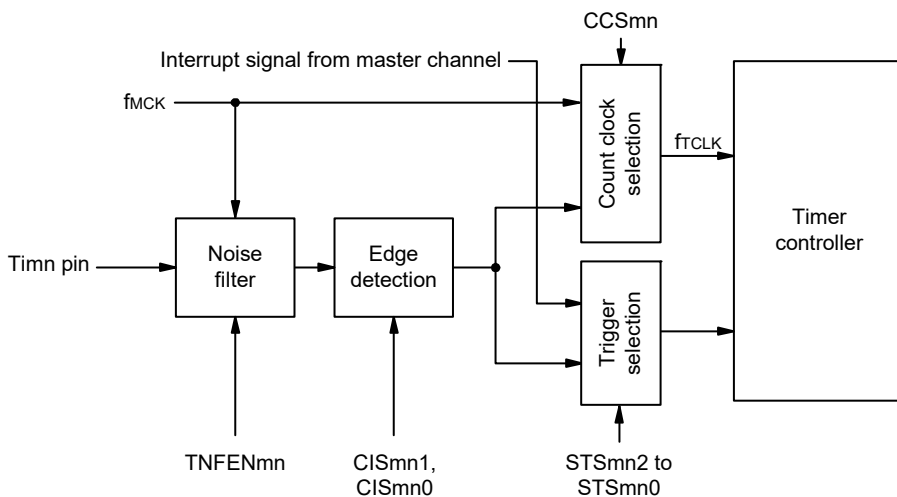 CCSmn
Interrupt signal from master channel
fMCK
Count clock
selection
fTCLK
Timer
controller
Timn pin
Noise
filter
Edge
detection
Trigger
selection
TNFENmn
CISmn1,
CISmn0
STSmn2 to
STSmn0